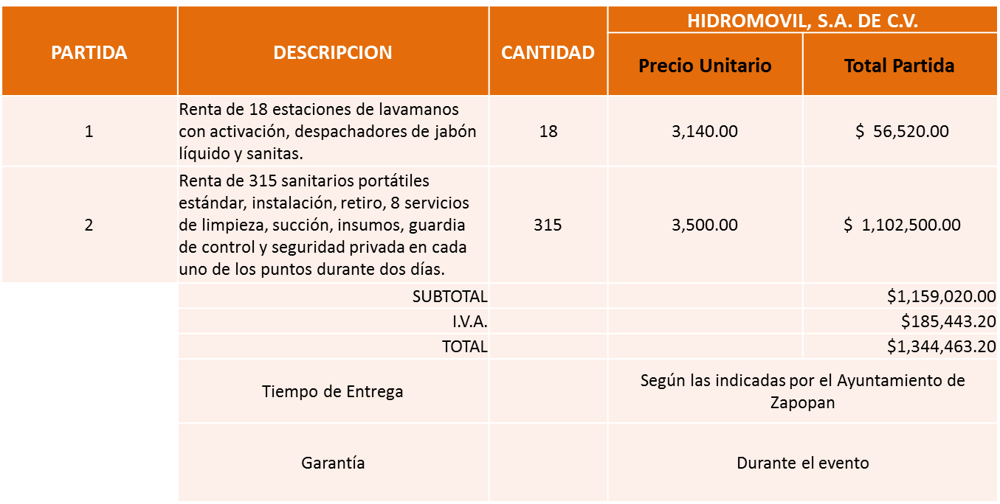 PARTIDA
DESCRIPCION
CANTIDAD
HIDROMOVIL, S.A. DE C.V.
Precio Unitario
Total Partida
1
Renta de 18 estaciones de lavamanos
con activación, despachadores de jabón
líquido y sanitas.
18
3,140.00
$ 56,520.00
2
Renta de 315 sanitarios portátiles
estándar, instalación, retiro, 8 servicios
de limpieza, succión, insumos, guardia
de control y seguridad privada en cada
uno de los puntos durante dos días.
315
3,500.00
$ 1,102,500.00
SUBTOTAL
$1,159,020.00
I.V.A.
$185,443.20
TOTAL
$1,344,463.20
Tiempo de Entrega
Según las indicadas por el Ayuntamiento de
Zapopan
Garantía
Durante el evento